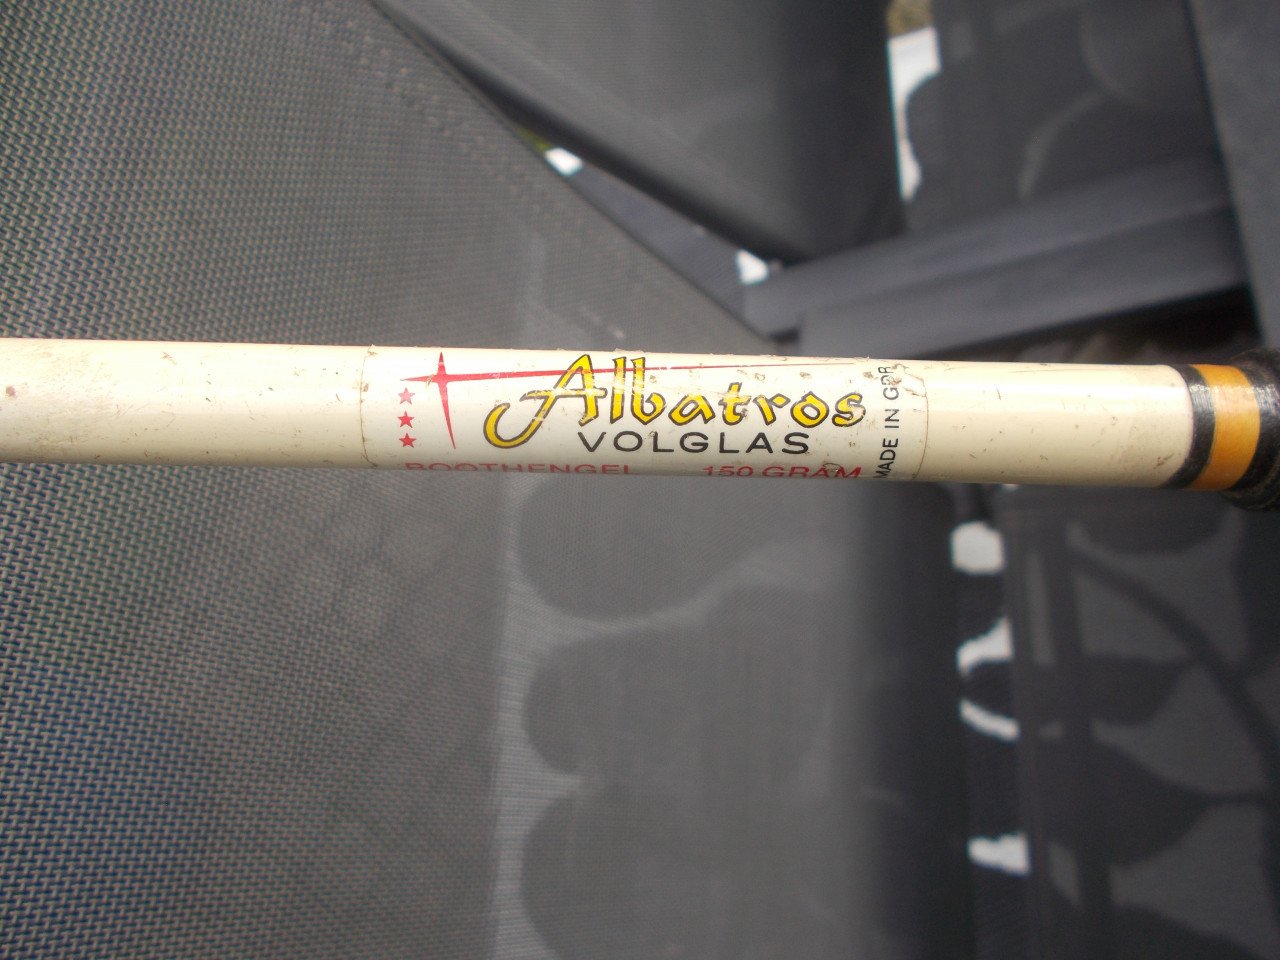 Albatros
VOLGLAS
BOOTHENGEL 150 GRAM
MADE IN GDR